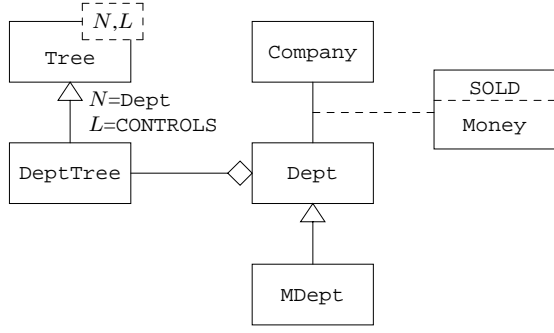 N,L
Tree
Company
N=Dept
L=CONTROLS
SOLD
Money
DeptTree
Dept
MDept